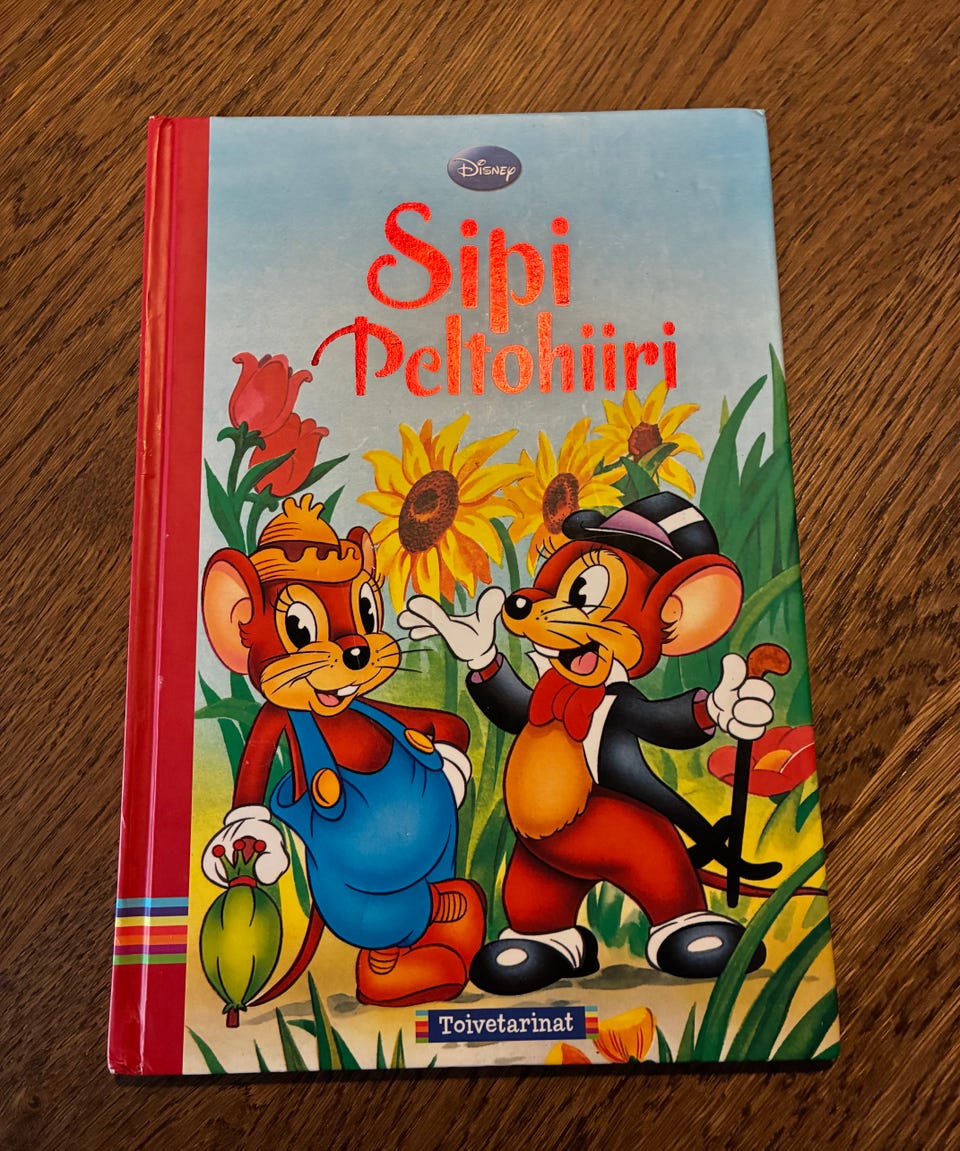 Disney
Sipi
Peltohiiri
Toivetarinat